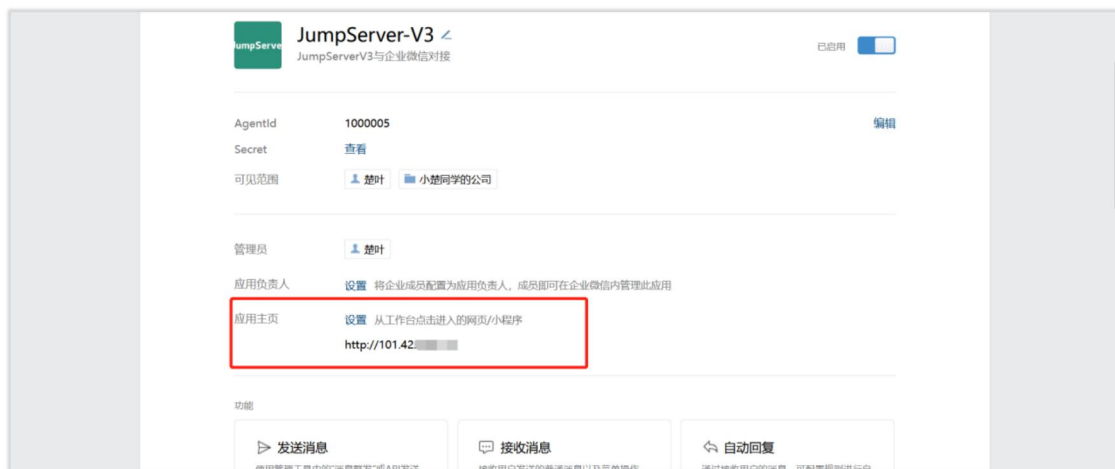 JumpServer-V3
JumpServerV3与企业微信对接
已启用
AgentId 1000005 编辑
Secret 查看
可见范围 楚叶 小楚同学的公司
管理员 楚叶
应用负责人 设置 将企业成员配置为应用负责人，成员即可在企业微信内管理此应用
应用主页 设置 从工作台点击进入的网页/小程序
http://101.42.
功能
发送消息 接收消息 自动回复